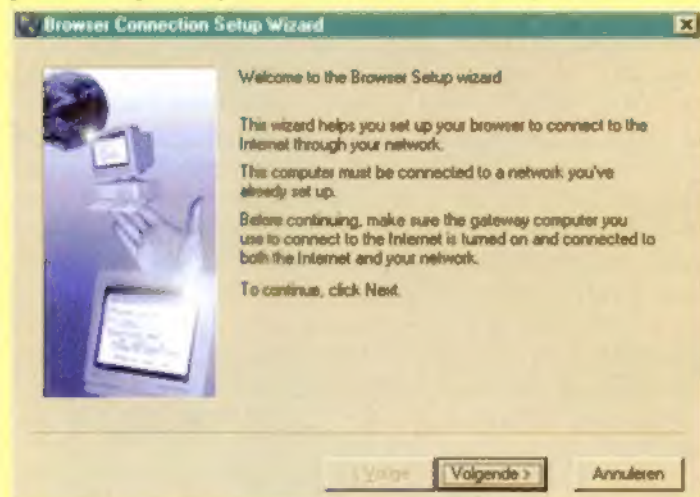 Browser Connection Setup Wizard
Welcome to the Browser Setup wizard
This wizard helps you set up your browser to connect to the
Internet through your network.
This computer must be connected to a network you've
already set up.
Before continuing, make sure the gateway computer you
use to connect to the Internet is turned on and connected to
both the Internet and your network.
To continue, click Next.
Volgende >
Annuleren